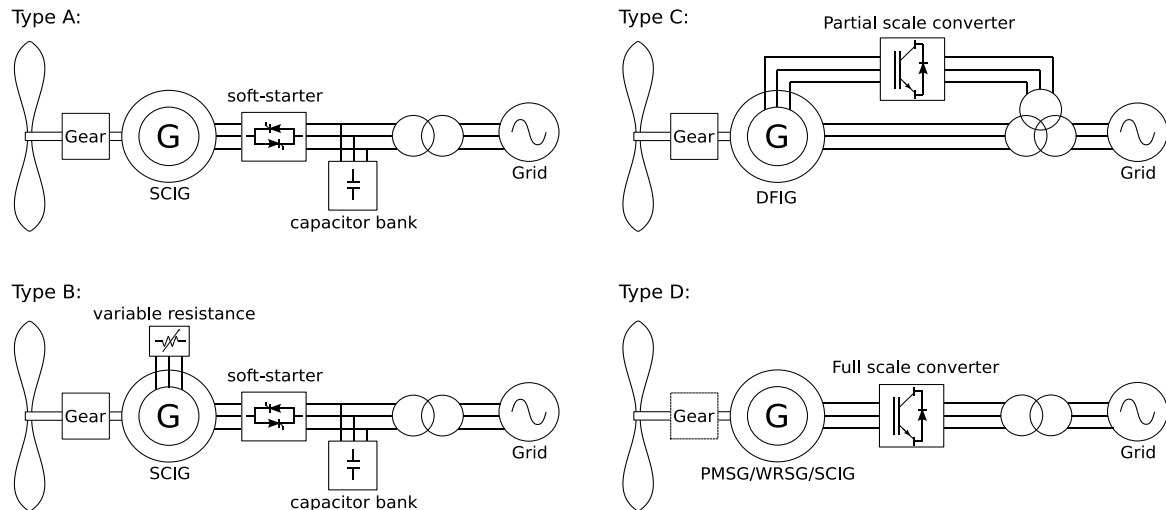 Type A:
soft-starter
Gear
G
SCIG
capacitor bank
Grid
Type B:
variable resistance
soft-starter
Gear
G
SCIG
capacitor bank
Grid
Type C:
Partial scale converter
Gear
G
DFIG
Grid
Type D:
Full scale converter
Gear
G
PMSG/WRSG/SCIG
Grid